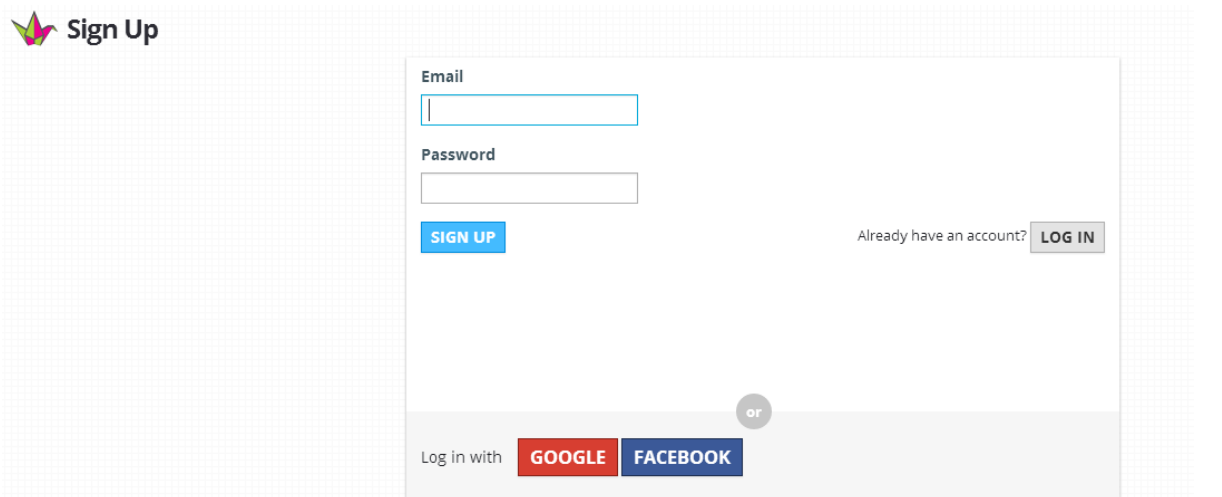 Sign Up
Email
Password
SIGN UP
Already have an account? LOG IN
or
Log in with GOOGLE FACEBOOK